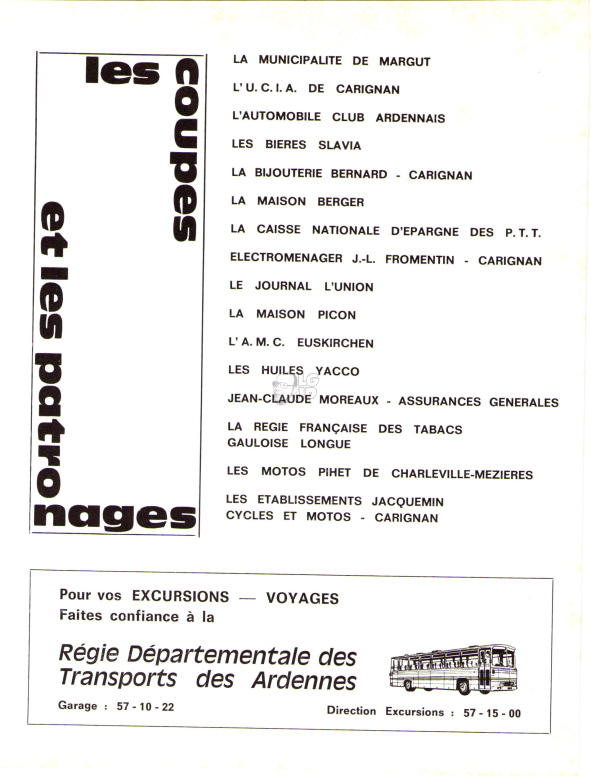 les
coupes
et les patro
nages
LA MUNICIPALITE DE MARGUT
L'U.C.I.A. DE CARIGNAN
L'AUTOMOBILE CLUB ARDENNAIS
LES BIERES SLAVIA
LA BIJOUTERIE BERNARD - CARIGNAN
LA MAISON BERGER
LA CAISSE NATIONALE D'EPARGNE DES P.T.T.
ELECTROMENAGER J.-L. FROMENTIN - CARIGNAN
LE JOURNAL L'UNION
LA MAISON PICON
L'A.M.C. EUSKIRCHEN
LES HUILES YACCO
JEAN-CLAUDE MOREAUX - ASSURANCES GENERALES
LA REGIE FRANÇAISE DES TABACS
GAULOISE LONGUE
LES MOTOS PIHET DE CHARLEVILLE-MEZIERES
LES ETABLISSEMENTS JACQUEMIN
CYCLES ET MOTOS - CARIGNAN
Pour vos EXCURSIONS — VOYAGES
Faites confiance à la
Régie Départementale des
Transports des Ardennes
Garage : 57-10-22
Direction Excursions : 57-15-00